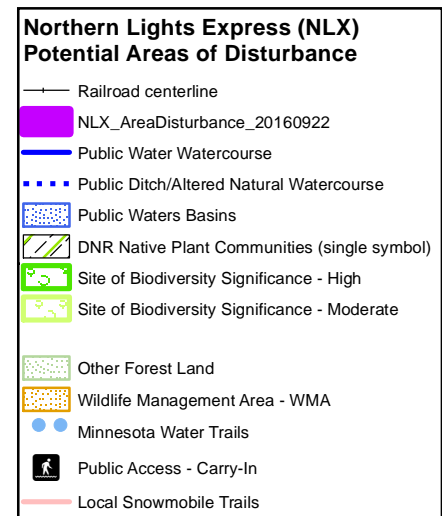 Northern Lights Express (NLX)
Potential Areas of Disturbance
Railroad centerline
NLX_AreaDisturbance_20160922
Public Water Watercourse
Public Ditch/Altered Natural Watercourse
Public Waters Basins
DNR Native Plant Communities (single symbol)
Site of Biodiversity Significance - High
Site of Biodiversity Significance - Moderate
Other Forest Land
Wildlife Management Area - WMA
Minnesota Water Trails
Public Access - Carry-In
Local Snowmobile Trails